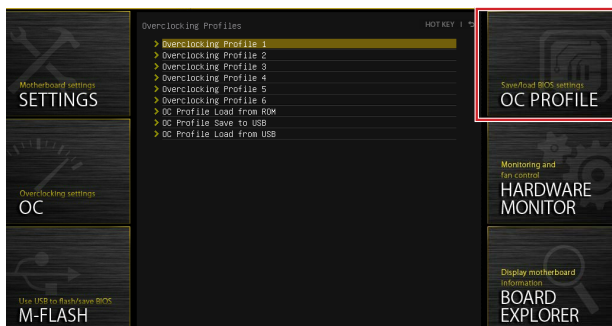 Motherboard settings
SETTINGS
Overclocking settings
OC
Use USB to flash/save BIOS
M-FLASH
Overclocking Profiles
HOT KEY |
Overclocking Profile 1
Overclocking Profile 2
Overclocking Profile 3
Overclocking Profile 4
Overclocking Profile 5
Overclocking Profile 6
OC Profile Load from ROM
OC Profile Save to USB
OC Profile Load from USB
Save/load BIOS settings
OC PROFILE
Monitoring and
fan control
HARDWARE
MONITOR
Display motherboard
information
BOARD
EXPLORER